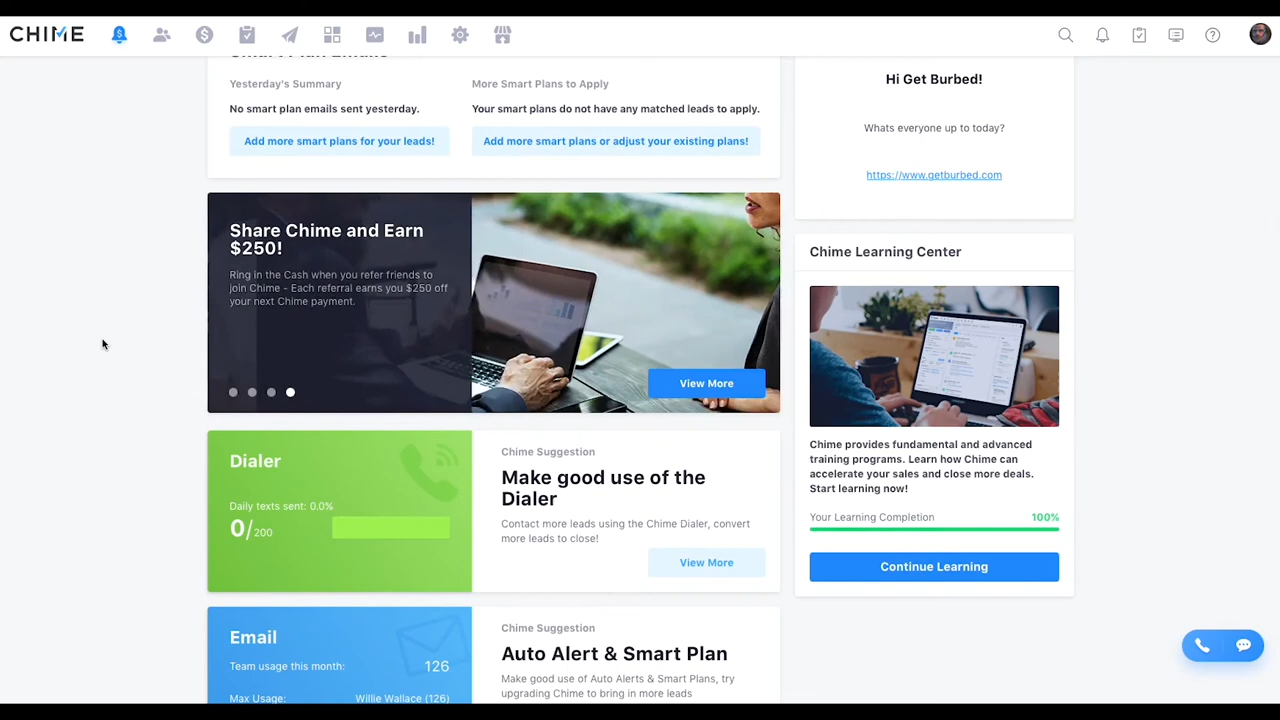 CHIME
Smart Plan Emails
Yesterday's Summary
No smart plan emails sent yesterday.
Add more smart plans for your leads!
More Smart Plans to Apply
Your smart plans do not have any matched leads to apply.
Add more smart plans or adjust your existing plans!
Share Chime and Earn
$250!
Ring in the Cash when you refer friends to
join Chime - Each referral earns you $250 off
your next Chime payment.
View More
Dialer
Daily texts sent: 0.0%
0/200
Chime Suggestion
Make good use of the
Dialer
Contact more leads using the Chime Dialer, convert
more leads to close!
View More
Email
Team usage this month: 126
Max Usage: Willie Wallace (126)
Chime Suggestion
Auto Alert & Smart Plan
Make good use of Auto Alerts & Smart Plans, try
upgrading Chime to bring in more leads
Hi Get Burbed!
Whats everyone up to today?
https://www.getburbed.com
Chime Learning Center
Chime provides fundamental and advanced
training programs. Learn how Chime can
accelerate your sales and close more deals.
Start learning now!
Your Learning Completion 100%
Continue Learning